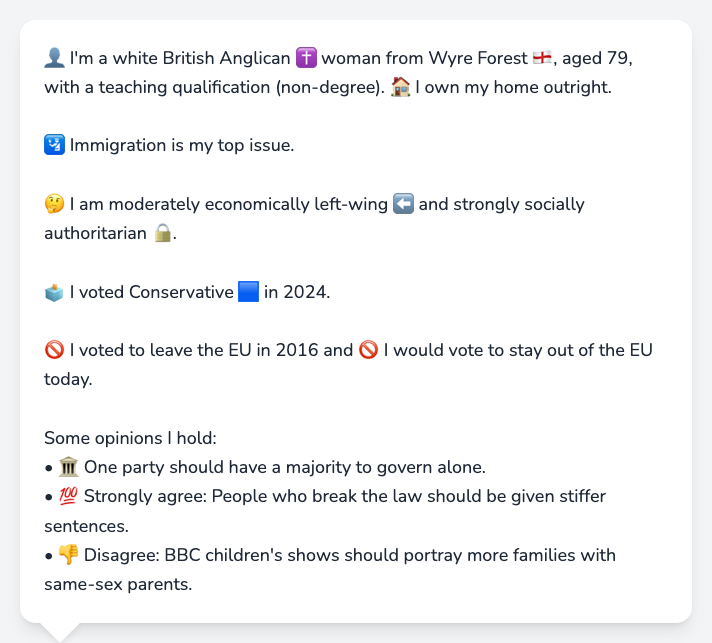 👤 I'm a white British Anglican ✝️ woman from Wyre Forest 🏴󠁧󠁢󠁥󠁮󠁧󠁿, aged 79,
with a teaching qualification (non-degree). 🏠 I own my home outright.
🛂 Immigration is my top issue.
🤔 I am moderately economically left-wing ⬅️ and strongly socially
authoritarian 🔒.
🗳️ I voted Conservative 🟦 in 2024.
🚫 I voted to leave the EU in 2016 and 🚫 I would vote to stay out of the EU
today.
Some opinions I hold:
• 🏛️ One party should have a majority to govern alone.
• 💯 Strongly agree: People who break the law should be given stiffer
sentences.
• 👎 Disagree: BBC children's shows should portray more families with
same-sex parents.